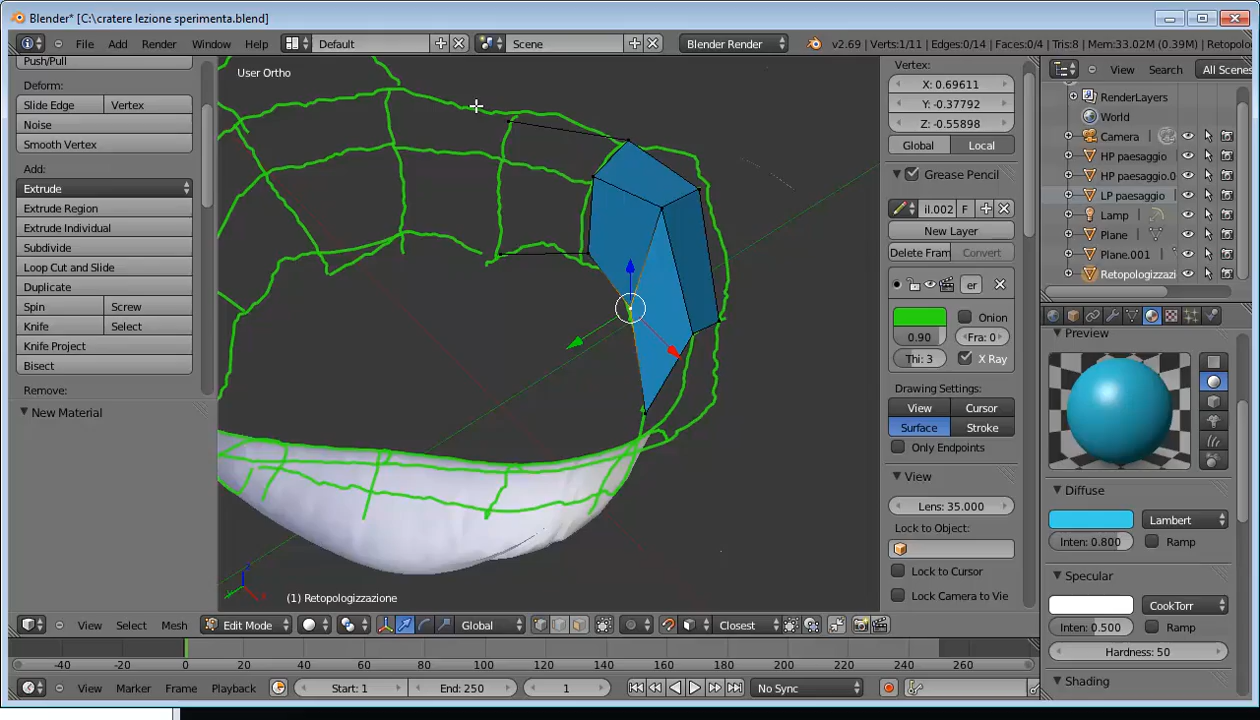 Blender* [C:\cratere lezione sperimenta.blend]
File Add Render Window Help Default Scene Blender Render v2.69 | Verts:1/11 | Edges:0/14 | Faces:0/4 | Tris:8 | Mem:33.02M (0.39M) | Retopolo
Push/Pull
Deform:
Slide Edge Vertex
Noise
Smooth Vertex
Add:
Extrude
Extrude Region
Extrude Individual
Subdivide
Loop Cut and Slide
Duplicate
Spin Screw
Knife Select
Knife Project
Bisect
Remove:
New Material
User Ortho
(1) Retopologizzazione
Vertex:
X: 0.69611
Y: -0.37792
Z: -0.55898
Global Local
Grease Pencil
il.002 F
New Layer
Delete Fram Convert
er
Onion
0.90 Fra: 0
Thi: 3 X Ray
Drawing Settings:
View Cursor
Surface Stroke
Only Endpoints
View
Lens: 35.000
Lock to Object:
Lock to Cursor
Lock Camera to Vie
View Search All Scenes
RenderLayers
World
Camera
HP paesaggio
HP paesaggio.0
LP paesaggio
Lamp
Plane
Plane.001
Retopologizzazi
Preview
Diffuse
Lambert
Inten: 0.800 Ramp
Specular
CookTorr
Inten: 0.500 Ramp
Hardness: 50
Shading
View Select Mesh Edit Mode Global Closest
-40 -20 0 20 40 60 80 100 120 140 160 180 200 220 240 260
View Marker Frame Playback Start: 1 End: 250 1 No Sync